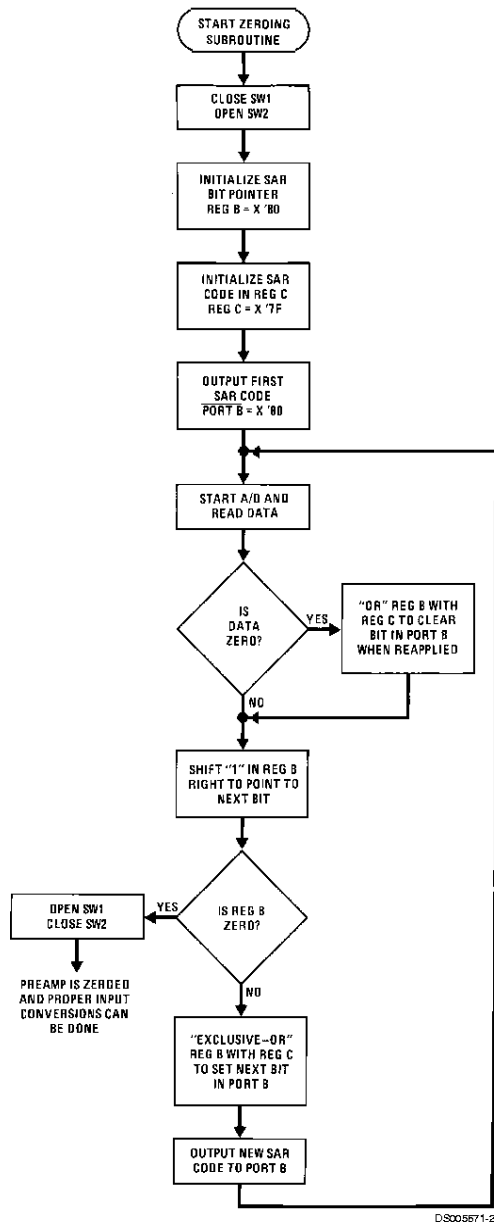 START ZEROING
SUBROUTINE
CLOSE SW1
OPEN SW2
INITIALIZE SAR
BIT POINTER
REG B = X '80
INITIALIZE SAR
CODE IN REG C
REG C = X '7F
OUTPUT FIRST
SAR CODE
PORT B = X '80
START A/D AND
READ DATA
IS
DATA
ZERO?
YES
"OR" REG B WITH
REG C TO CLEAR
BIT IN PORT B
WHEN REAPPLIED
NO
SHIFT "1" IN REG B
RIGHT TO POINT TO
NEXT BIT
IS REG B
ZERO?
YES
OPEN SW1
CLOSE SW2
PREAMP IS ZEROED
AND PROPER INPUT
CONVERSIONS CAN
BE DONE
NO
"EXCLUSIVE-OR"
REG B WITH REG C
TO SET NEXT BIT
IN PORT B
OUTPUT NEW SAR
CODE TO PORT B